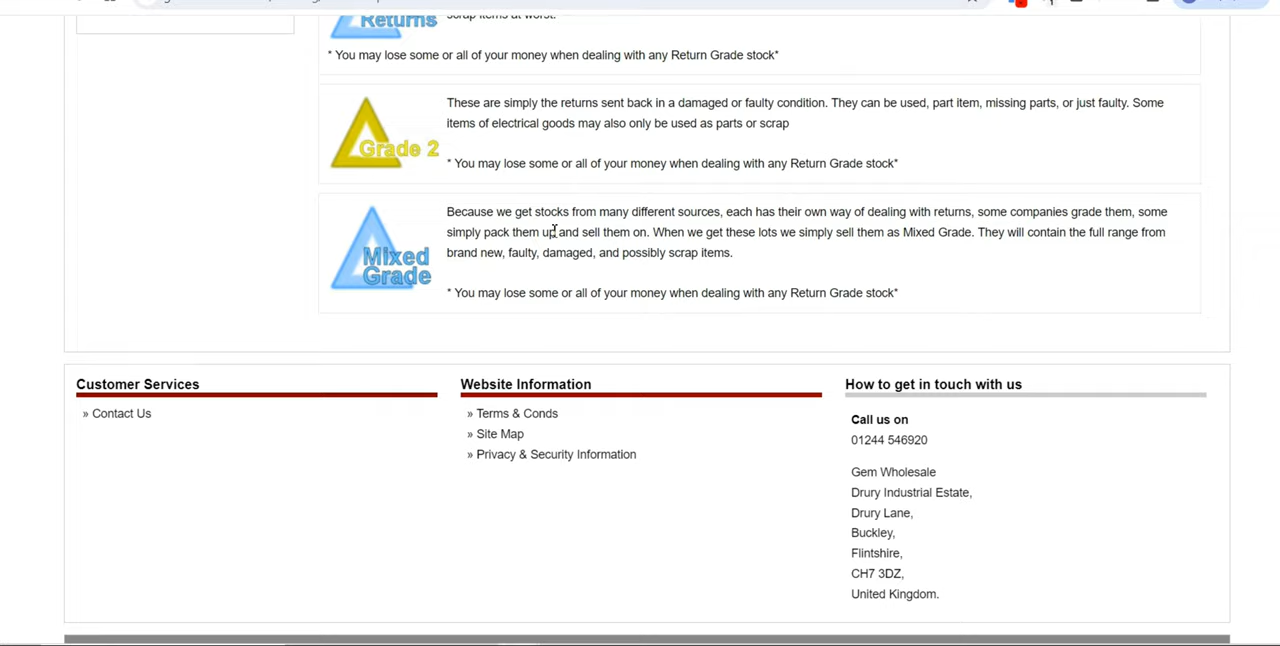 Returns
scrap items at worst.
* You may lose some or all of your money when dealing with any Return Grade stock*
These are simply the returns sent back in a damaged or faulty condition. They can be used, part item, missing parts, or just faulty. Some
items of electrical goods may also only be used as parts or scrap
Grade 2
* You may lose some or all of your money when dealing with any Return Grade stock*
Because we get stocks from many different sources, each has their own way of dealing with returns, some companies grade them, some
simply pack them up and sell them on. When we get these lots we simply sell them as Mixed Grade. They will contain the full range from
brand new, faulty, damaged, and possibly scrap items.
Mixed
Grade
* You may lose some or all of your money when dealing with any Return Grade stock*
Customer Services
» Contact Us
Website Information
» Terms & Conds
» Site Map
» Privacy & Security Information
How to get in touch with us
Call us on
01244 546920
Gem Wholesale
Drury Industrial Estate,
Drury Lane,
Buckley,
Flintshire,
CH7 3DZ,
United Kingdom.